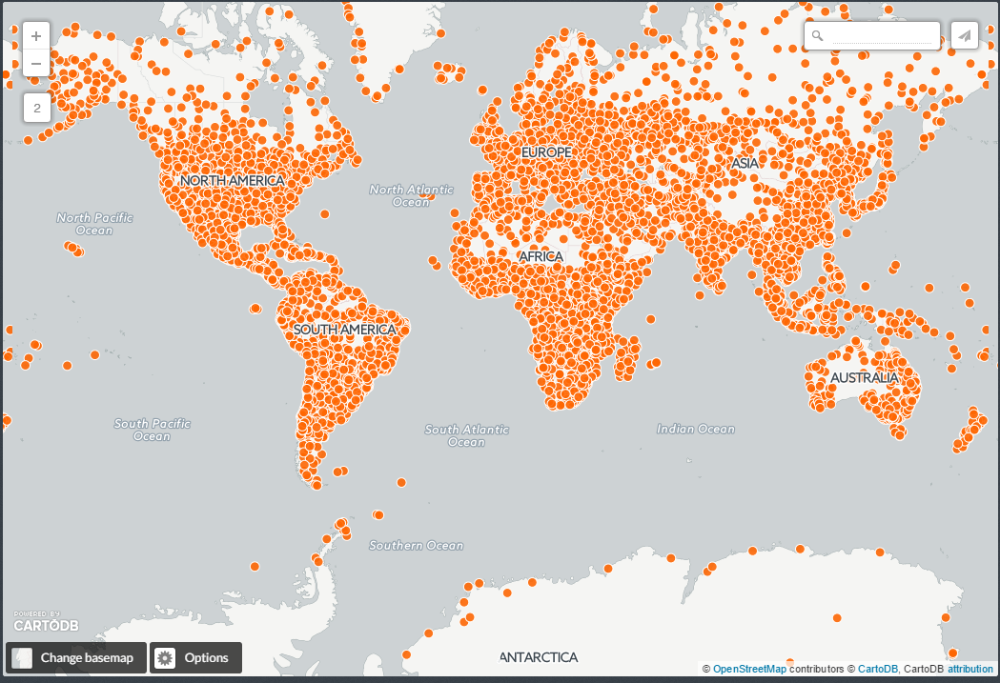 +
−
2
EUROPE
ASIA
NORTH AMERICA
North Atlantic
Ocean
North Pacific
Ocean
AFRICA
SOUTH AMERICA
AUSTRALIA
South Pacific
Ocean
South Atlantic
Ocean
Indian Ocean
Southern Ocean
POWERED BY
CARTODB
ANTARCTICA
Change basemap
Options
© OpenStreetMap contributors © CartoDB, CartoDB attribution